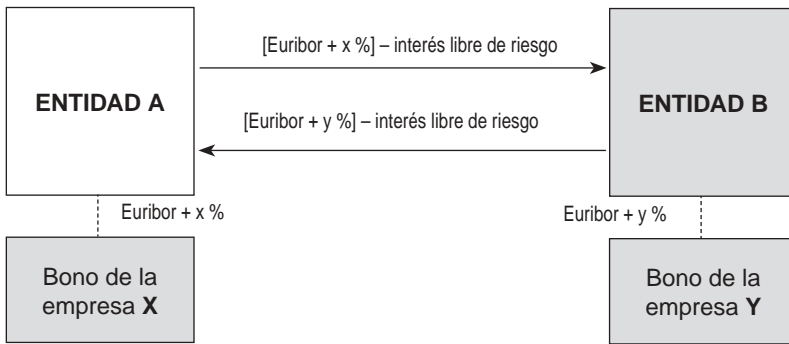 [Euribor + x %] – interés libre de riesgo
ENTIDAD A
ENTIDAD B
[Euribor + y %] – interés libre de riesgo
Euribor + x %
Euribor + y %
Bono de la
empresa X
Bono de la
empresa Y